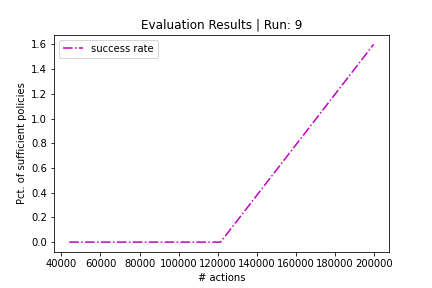 Evaluation Results | Run: 9
success rate
Pct. of sufficient policies
1.6
1.4
1.2
1.0
0.8
0.6
0.4
0.2
0.0
40000 60000 80000 100000 120000 140000 160000 180000 200000
# actions